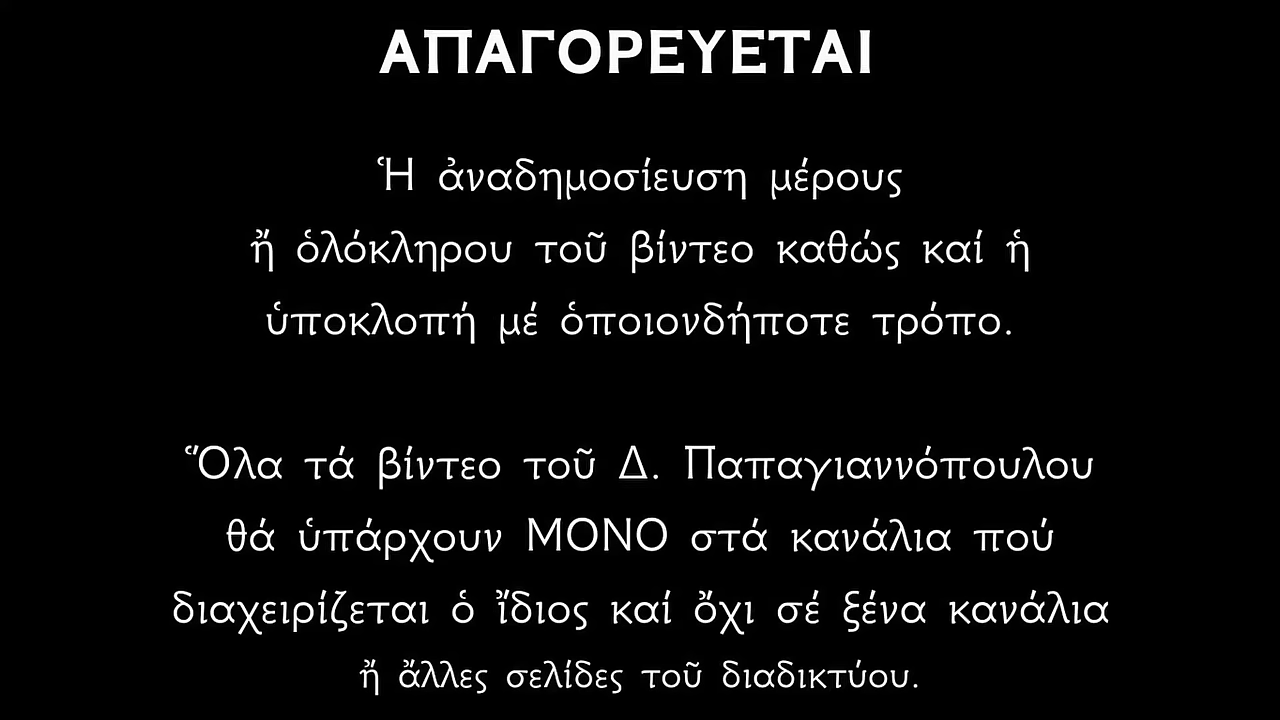 ΑΠΑΓΟΡΕΥΕΤΑΙ
Ἡ ἀναδημοσίευση μέρους
ἤ ὁλόκληρου τοῦ βίντεο καθώς καί ἡ
ὑποκλοπή μέ ὁποιονδήποτε τρόπο.
Ὅλα τά βίντεο τοῦ Δ. Παπαγιαννόπουλου
θά ὑπάρχουν ΜΟΝΟ στά κανάλια πού
διαχειρίζεται ὁ ἴδιος καί ὄχι σέ ξένα κανάλια
ἤ ἄλλες σελίδες τοῦ διαδικτύου.